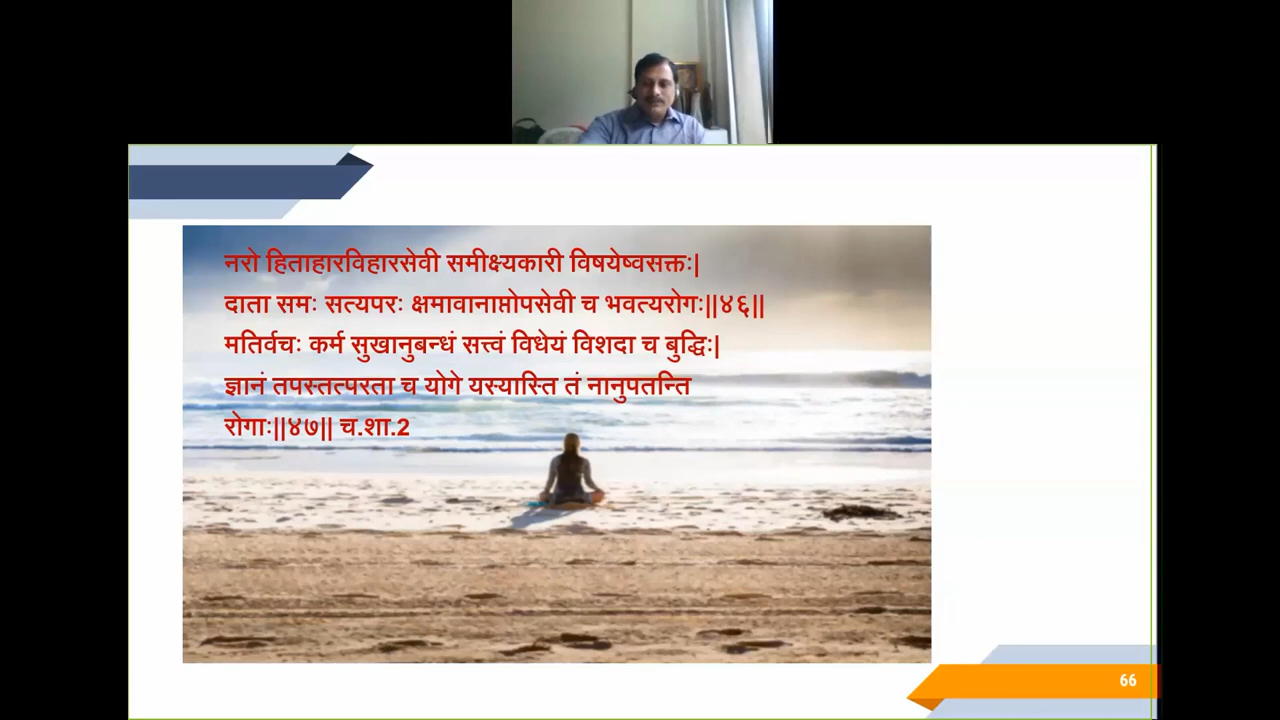 नरो हिताहारविहारसेवी समीक्ष्यकारी विषयेष्वसक्तः|
दाता समः सत्यपरः क्षमावानाप्तोपसेवी च भवत्यरोगः||४६||
मतिर्वचः कर्म सुखानुबन्धं सत्त्वं विधेयं विशदा च बुद्धिः|
ज्ञानं तपस्तत्परता च योगे यस्यास्ति तं नानुपतन्ति
रोगाः||४७|| च.शा.2
66